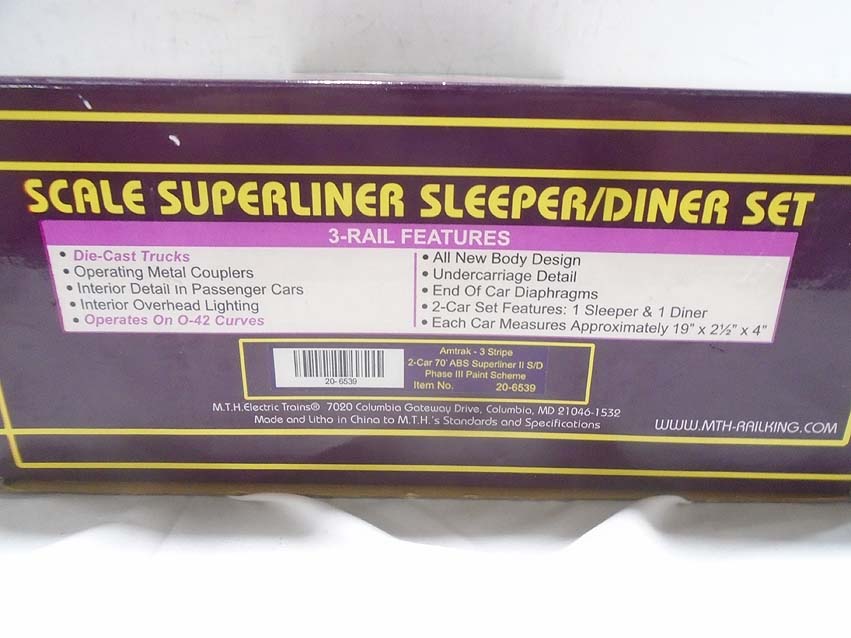 SCALE SUPERLINER SLEEPER/DINER SET
3-RAIL FEATURES
• Die-Cast Trucks
• Operating Metal Couplers
• Interior Detail in Passenger Cars
• Interior Overhead Lighting
• Operates On O-42 Curves
• All New Body Design
• Undercarriage Detail
• End Of Car Diaphragms
• 2-Car Set Features: 1 Sleeper & 1 Diner
• Each Car Measures Approximately 19" x 2½" x 4"
20-6539
Amtrak - 3 Stripe
2-Car 70' ABS Superliner II S/D
Phase III Paint Scheme
Item No. 20-6539
M.T.H. Electric Trains® 7020 Columbia Gateway Drive, Columbia, MD 21046-1532
Made and Litho in China to M.T.H.'s Standards and Specifications
WWW.MTH-RAILKING.COM